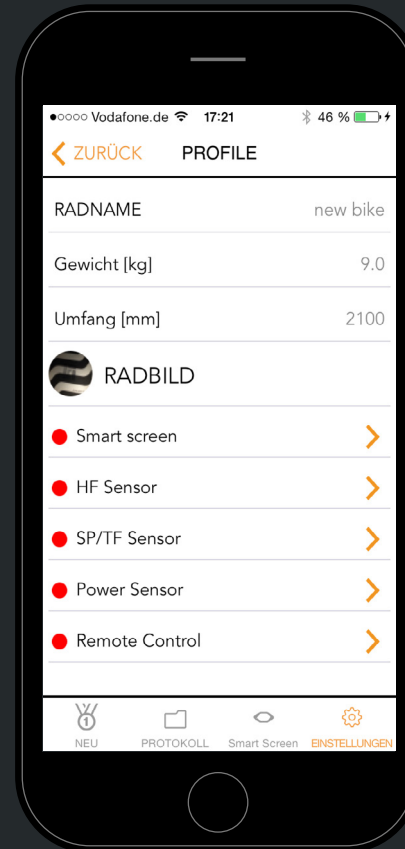 Vodafone.de 17:21 46 %
ZURÜCK PROFILE
RADNAME new bike
Gewicht [kg] 9.0
Umfang [mm] 2100
RADBILD
Smart screen
HF Sensor
SP/TF Sensor
Power Sensor
Remote Control
1
NEU PROTOKOLL Smart Screen EINSTELLUNGEN